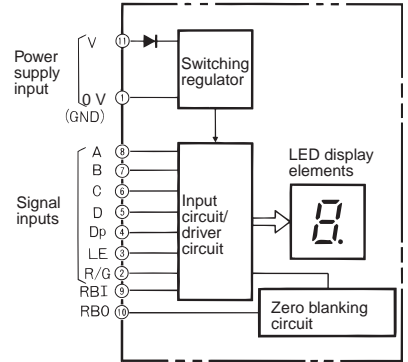 Power
supply
input
V ⑪
0 V ①
(GND)
Switching
regulator
Signal
inputs
A ⑧
B ⑦
C ⑥
D ⑤
Dp ④
LE ③
R/G ②
RBI ⑨
RBO ⑩
Input
circuit/
driver
circuit
LED display
elements
8.
Zero blanking
circuit